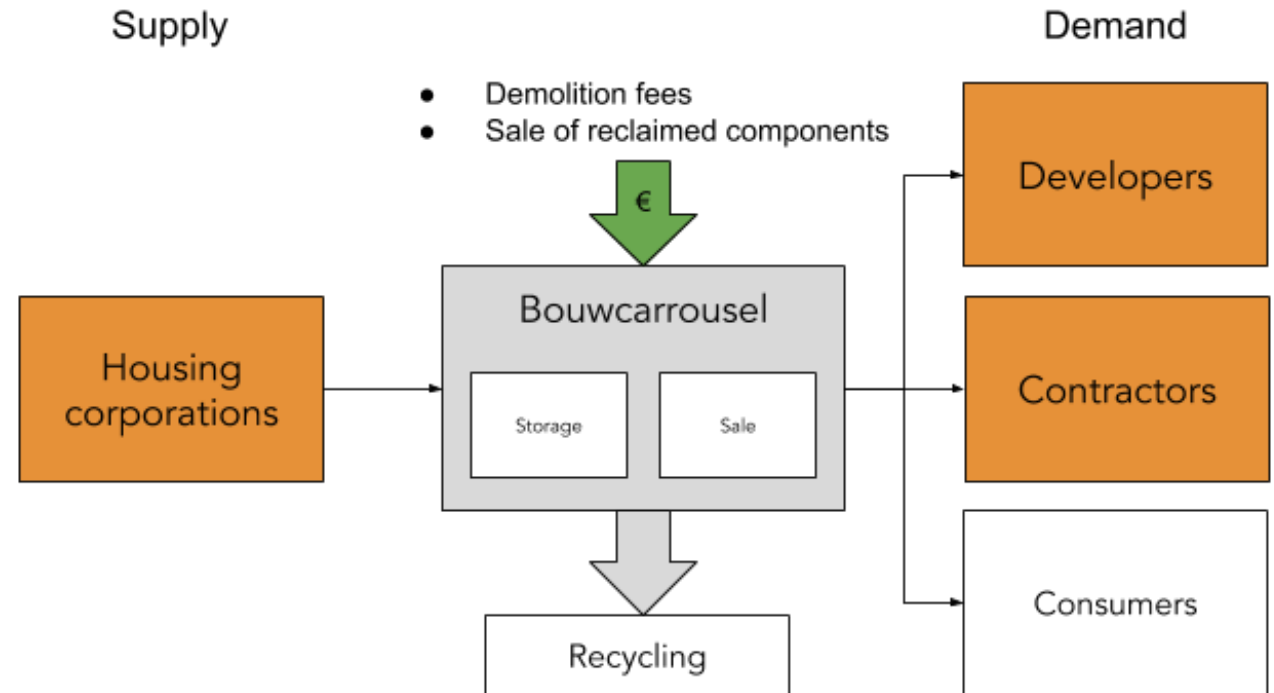 Supply
Demand
● Demolition fees
● Sale of reclaimed components
€
Developers
Bouwcarrousel
Housing
corporations
Storage
Sale
Contractors
Consumers
Recycling